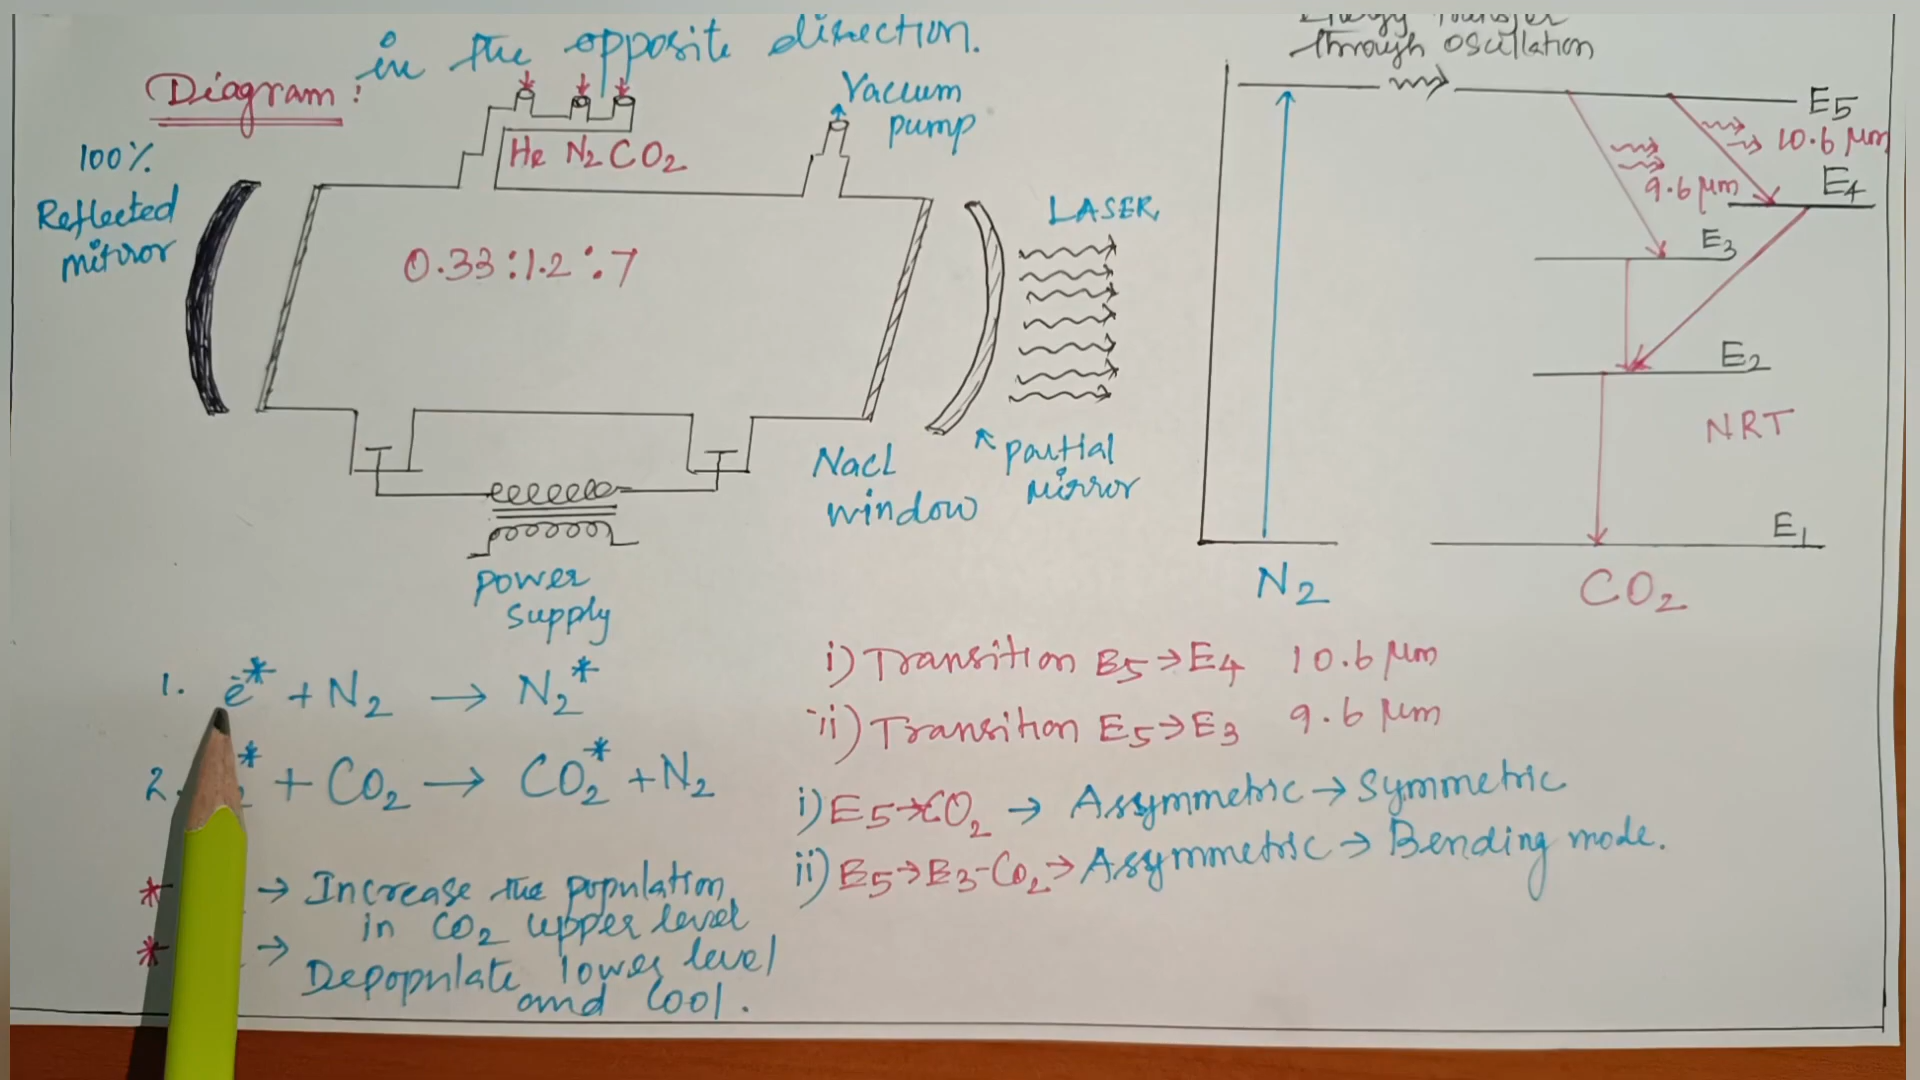 in the opposite direction.
Diagram:
He N2 CO2
Vacuum
pump
100%
Reflected
mirror
0.33:1.2:7
LASER
NaCl
window
partial
mirror
power
supply
Energy Transfer
through oscillation
E5
10.6 μm
9.6 μm
E4
E3
E2
NRT
E1
N2
CO2
1. e* + N2 → N2*
2. * + CO2 → CO2* + N2
* → Increase the population
in CO2 upper level
* → Depopulate lower level
and cool.
i) Transition E5→E4 10.6 μm
ii) Transition E5→E3 9.6 μm
i) E5→CO2 → Assymmetric → Symmetric
ii) E5→E3-CO2→ Asymmetric → Bending mode.